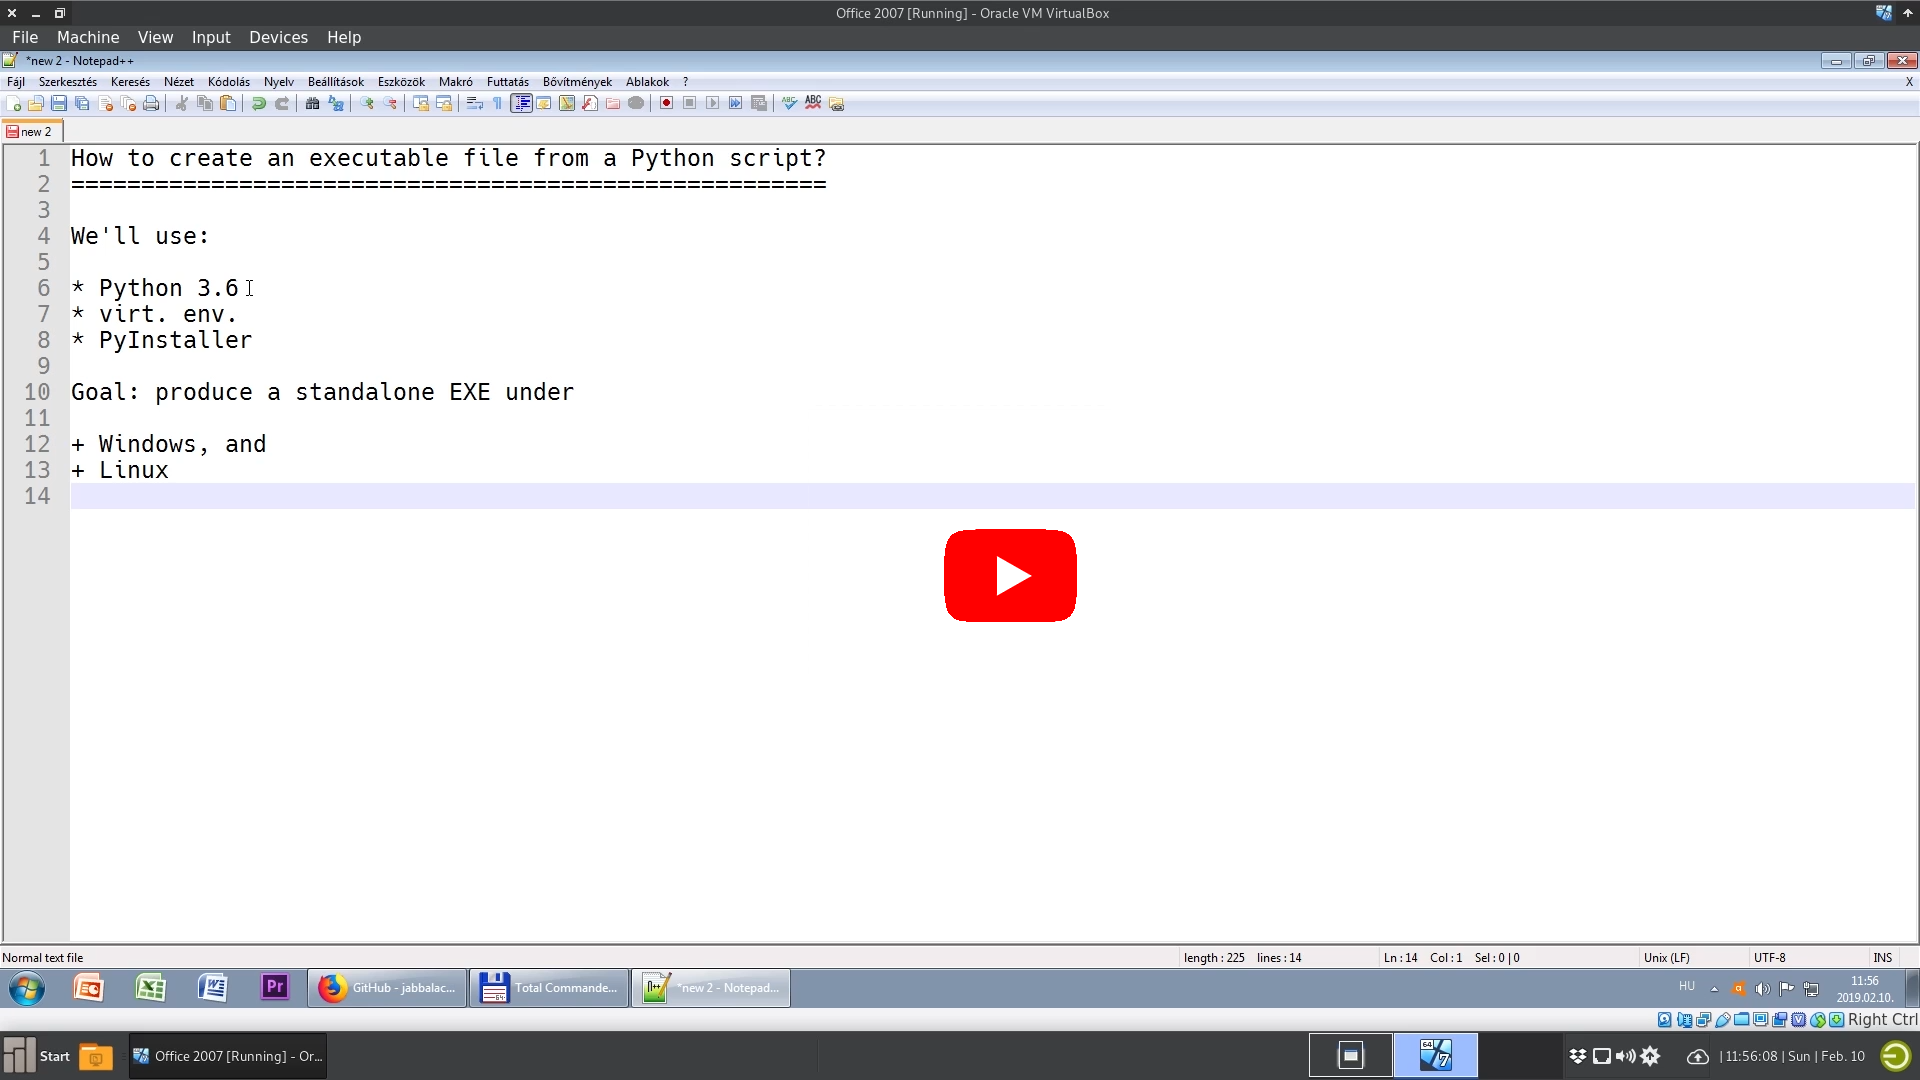 Office 2007 [Running] - Oracle VM VirtualBox
File Machine View Input Devices Help
*new 2 - Notepad++
Fájl Szerkesztés Keresés Nézet Kódolás Nyelv Beállítások Eszközök Makró Futtatás Bővítmények Ablakok ? X
new 2
1 How to create an executable file from a Python script?
2 ======================================================
3
4 We'll use:
5
6 * Python 3.6
7 * virt. env.
8 * PyInstaller
9
10 Goal: produce a standalone EXE under
11
12 + Windows, and
13 + Linux
14
Normal text file length : 225 lines : 14 Ln : 14 Col : 1 Sel : 0 | 0 Unix (LF) UTF-8 INS
Pr GitHub - jabbalac... Total Commande... *new 2 - Notepad... HU 11:56
2019.02.10.
Right Ctrl
Start Office 2007 [Running] - Or... | 11:56:08 | Sun | Feb. 10